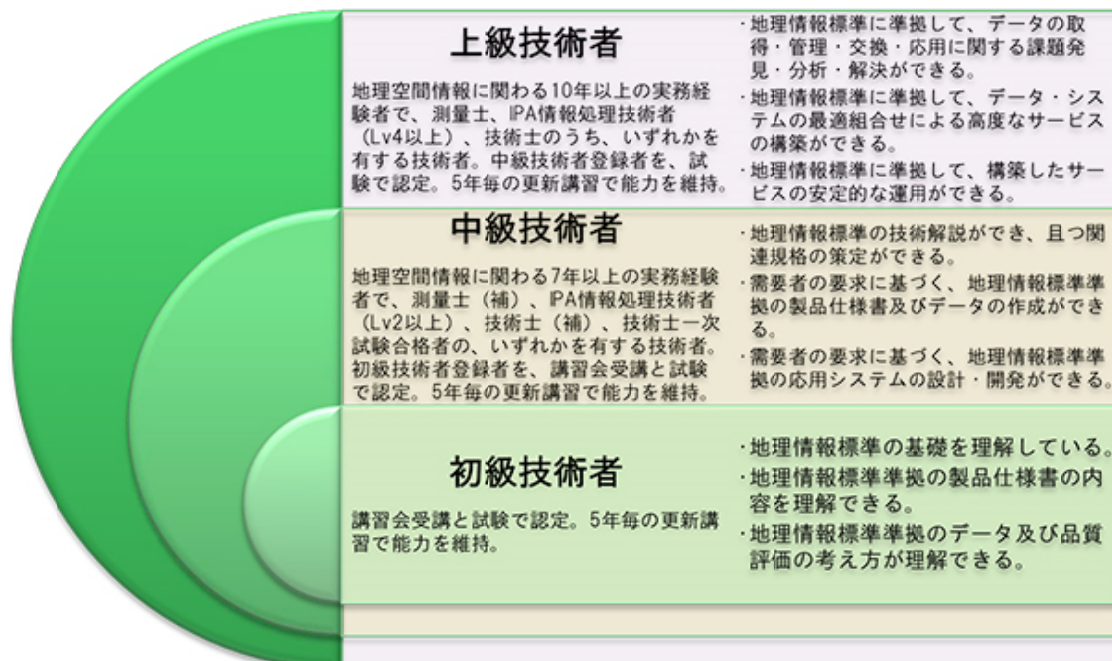 上級技術者
地理空間情報に関わる10年以上の実務経
験者で、測量士、IPA情報処理技術者
（Lv4以上）、技術士のうち、いずれかを
有する技術者。中級技術者登録者を、試
験で認定。5年毎の更新講習で能力を維持。
・地理情報標準に準拠して、データの取
得・管理・交換・応用に関する課題発
見・分析・解決ができる。
・地理情報標準に準拠して、データ・シス
テムの最適組合せによる高度なサービス
の構築ができる。
・地理情報標準に準拠して、構築したサー
ビスの安定的な運用ができる。
中級技術者
地理空間情報に関わる7年以上の実務経験
者で、測量士（補）、IPA情報処理技術者
（Lv2以上）、技術士（補）、技術士一次
試験合格者の、いずれかを有する技術者。
初級技術者登録者を、講習会受講と試験
で認定。5年毎の更新講習で能力を維持。
・地理情報標準の技術解説ができ、且つ関
連規格の策定ができる。
・需要者の要求に基づく、地理情報標準準
拠の製品仕様書及びデータの作成ができ
る。
・需要者の要求に基づく、地理情報標準準
拠の応用システムの設計・開発ができる。
初級技術者
講習会受講と試験で認定。5年毎の更新講
習で能力を維持。
・地理情報標準の基礎を理解している。
・地理情報標準準拠の製品仕様書の内
容を理解できる。
・地理情報標準準拠のデータ及び品質
評価の考え方が理解できる。